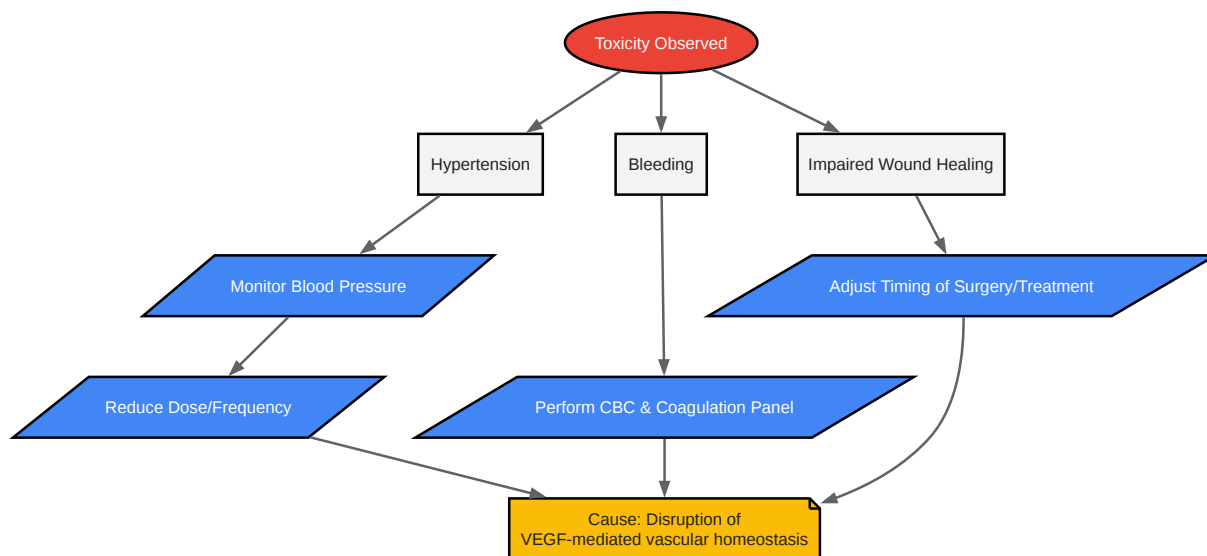 Toxicity Observed
Hypertension
Bleeding
Impaired Wound Healing
Monitor Blood Pressure
Adjust Timing of Surgery/Treatment
Reduce Dose/Frequency
Perform CBC & Coagulation Panel
Cause: Disruption of
VEGF-mediated vascular homeostasis